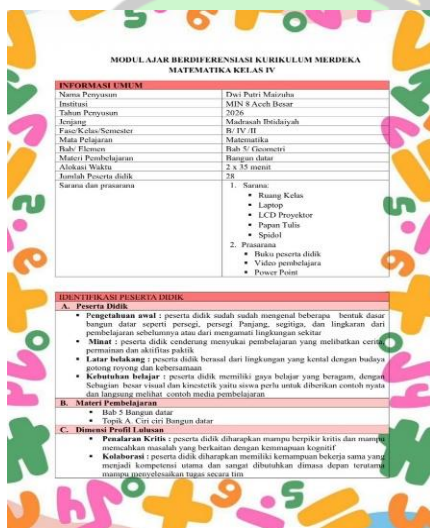 MODUL AJAR BERDIFERENSIASI KURIKULUM MERDEKA
MATEMATIKA KELAS IV
INFORMASI UMUM
Nama Penyusun Dwi Putri Maizuha
Institusi MIN 8 Aceh Besar
Tahun Penyusun 2026
Jenjang Madrasah Ibtidaiyah
Fase/Kelas/Semester B/ IV /II
Mata Pelajaran Matematika
Bab/ Elemen Bab 5/ Geometri
Materi Pembelajaran Bangun datar
Alokasi Waktu 2 x 35 menit
Jumlah Peserta didik 28
Sarana dan prasarana 1. Sarana:
▪ Ruang Kelas
▪ Laptop
▪ LCD Proyektor
▪ Papan Tulis
▪ Spidol
2. Prasarana
▪ Buku peserta didik
▪ Video pembelajara
▪ Power Point
IDENTIFIKASI PESERTA DIDIK
A. Peserta Didik
▪ Pengetahuan awal : peserta didik sudah sudah mengenal beberapa bentuk dasar
bangun datar seperti persegi, persegi Panjang, segitiga, dan lingkaran dari
pembelajaran sebelumnya atau dari mengamati lingkungan sekitar
▪ Minat : peserta didik cenderung menyukai pembelajaran yang melibatkan cerita,
permainan dan aktifitas paktik
▪ Latar belakang : peserta didik berasal dari lingkungan yang kental dengan budaya
gotong royong dan kebersamaan
▪ Kebutuhan belajar : peserta didik memiliki gaya belajar yang beragam, dengan
Sebagian besar visual dan kinestetik yaitu siswa perlu untuk diberikan contoh nyata
dan langsung melihat contoh media pembelajaran
B. Materi Pembelajaran
▪ Bab 5 Bangun datar
▪ Topik A. Ciri ciri Bangun datar
C. Dimensi Profil Lulusan
▪ Penalaran Kritis : peserta didik diharapkan mampu berpikir kritis dan mampu
memcahkan masalah yang berkaitan dengan kemmapuan kognitif
▪ Kolaborasi : peserta didik diharapkan memiliki kemampuan bekerja sama yang
menjadi kompetensi utama dan sangat dibutuhkan dimasa depan terutama
mampu menyelesaikan tugas secara tim